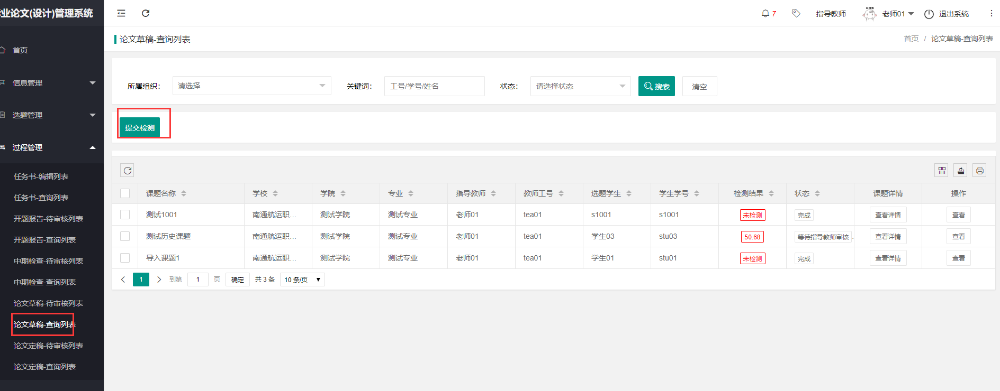 业论文(设计)管理系统
7
指导教师
老师01
退出系统
论文草稿-查询列表
首页 / 论文草稿-查询列表
首页
信息管理
选题管理
过程管理
任务书-编辑列表
任务书-查询列表
开题报告-待审核列表
开题报告-查询列表
中期检查-待审核列表
中期检查-查询列表
论文草稿-待审核列表
论文草稿-查询列表
论文定稿-待审核列表
论文定稿-查询列表
所属组织: 请选择 关键词: 工号/学号/姓名 状态: 请选择状态 搜索 清空
提交检测
课题名称 学校 学院 专业 指导教师 教师工号 选题学生 学生学号 检测结果 状态 课题详情 操作
测试1001 南通航运职... 测试学院 测试专业 老师01 tea01 s1001 s1001 未检测 完成 查看详情 查看
测试历史课题 南通航运职... 测试学院 测试专业 老师01 tea01 学生03 stu03 50.68 等待指导教师审核 查看详情 查看
导入课题1 南通航运职... 测试学院 测试专业 老师01 tea01 学生01 stu01 未检测 完成 查看详情 查看
1 到第 1 页 确定 共 3 条 10 条/页